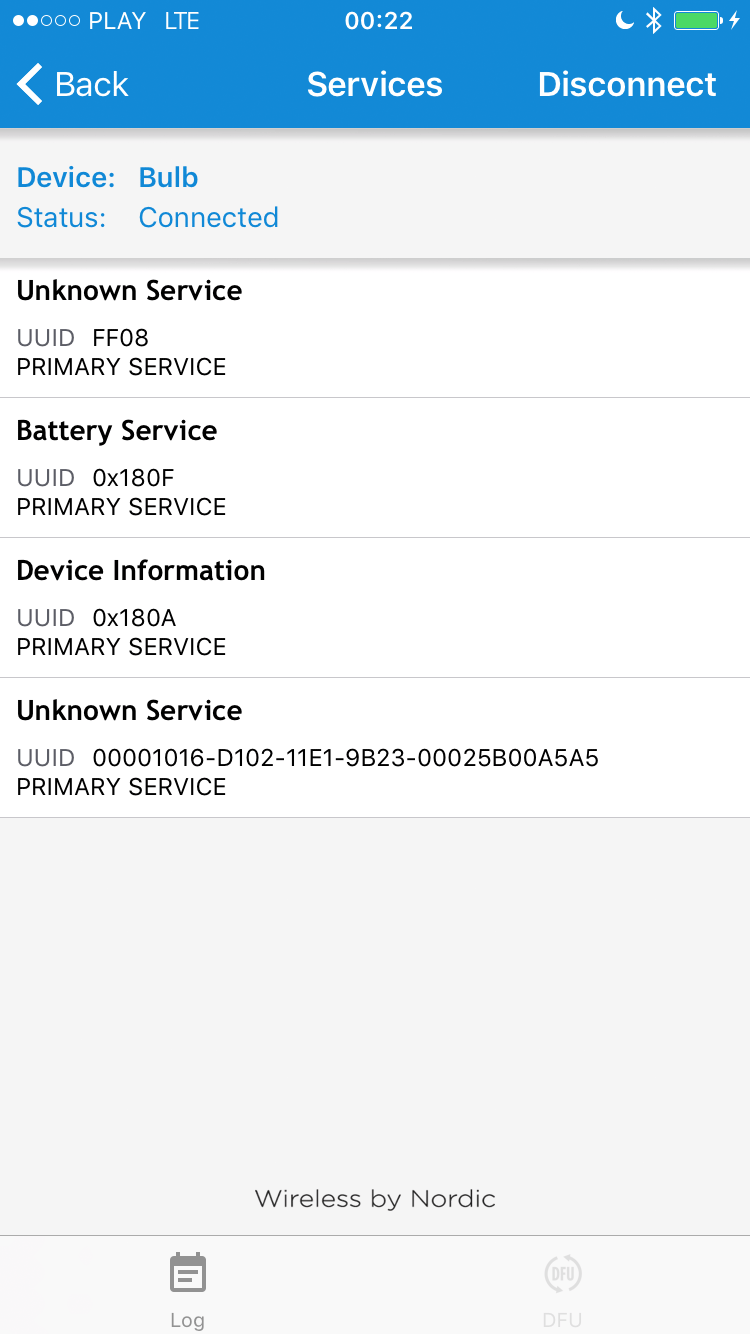 PLAY LTE 00:22
Back Services Disconnect
Device: Bulb
Status: Connected
Unknown Service
UUID FF08
PRIMARY SERVICE
Battery Service
UUID 0x180F
PRIMARY SERVICE
Device Information
UUID 0x180A
PRIMARY SERVICE
Unknown Service
UUID 00001016-D102-11E1-9B23-00025B00A5A5
PRIMARY SERVICE
Wireless by Nordic
DFU
Log DFU